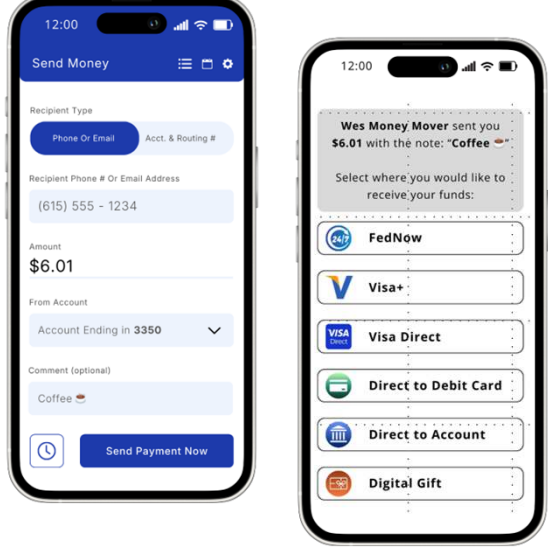 12:00
Send Money
Recipient Type
Phone Or Email
Acct. & Routing #
Recipient Phone # Or Email Address
(615) 555 - 1234
Amount
$6.01
From Account
Account Ending in 3350
Comment (optional)
Coffee ☕
Send Payment Now
12:00
Wes Money Mover sent you
$6.01 with the note: “Coffee ☕”
Select where you would like to
receive your funds:
24/7
FedNow
Visa+
VISA
Direct
Visa Direct
Direct to Debit Card
Direct to Account
Digital Gift